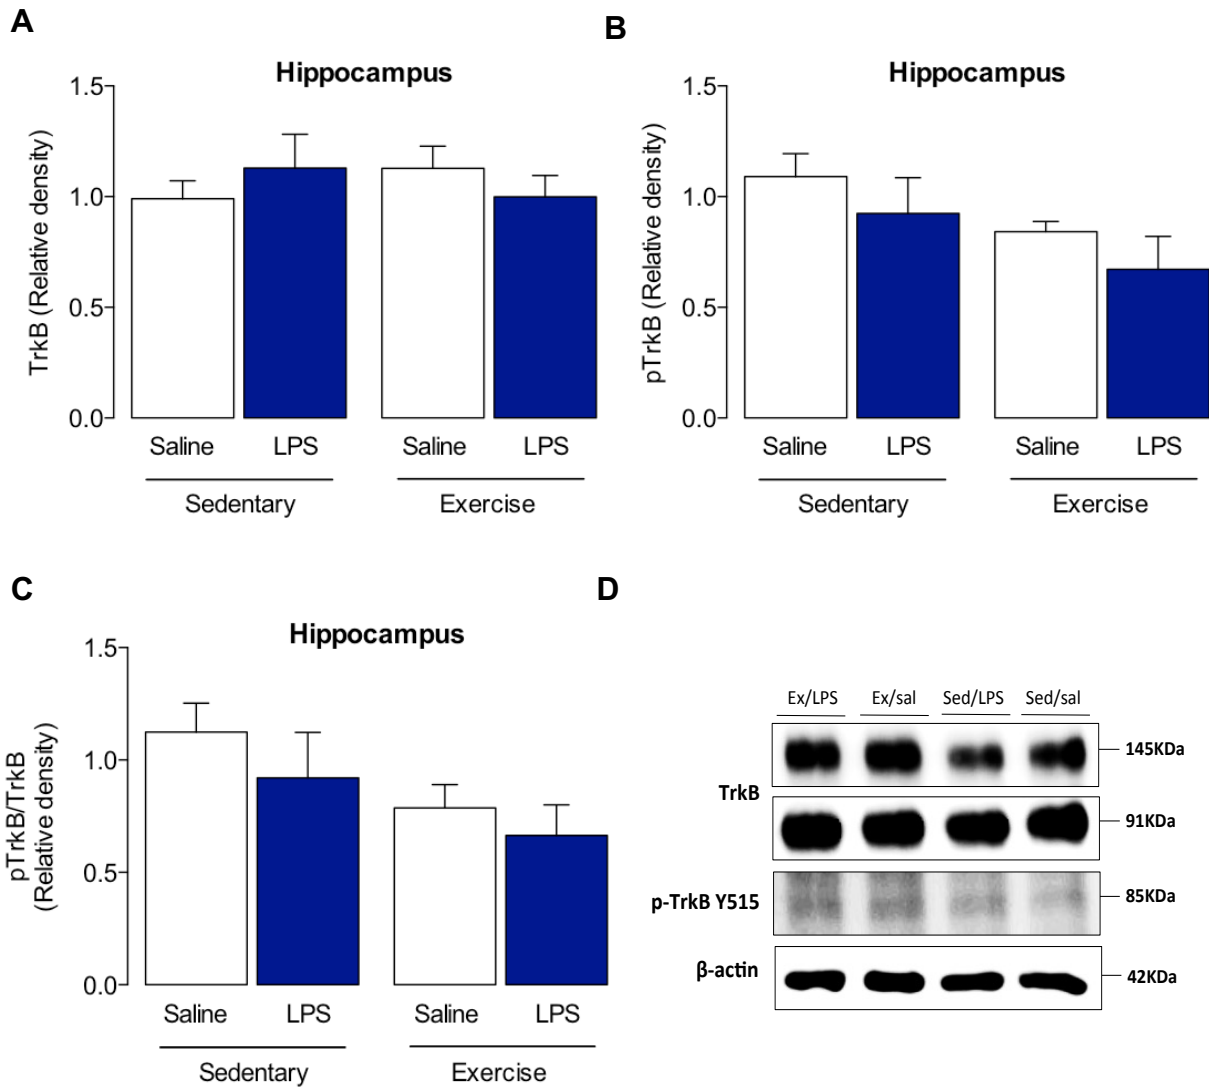 A
Hippocampus
TrkB (Relative density)
1.5
1.0
0.5
0.0
Saline LPS Saline LPS
Sedentary Exercise
B
Hippocampus
pTrkB (Relative density)
1.5
1.0
0.5
0.0
Saline LPS Saline LPS
Sedentary Exercise
C
Hippocampus
pTrkB/TrkB
(Relative density)
1.5
1.0
0.5
0.0
Saline LPS Saline LPS
Sedentary Exercise
D
Ex/LPS Ex/sal Sed/LPS Sed/sal
145KDa
TrkB
91KDa
p-TrkB Y515 85KDa
β-actin 42KDa